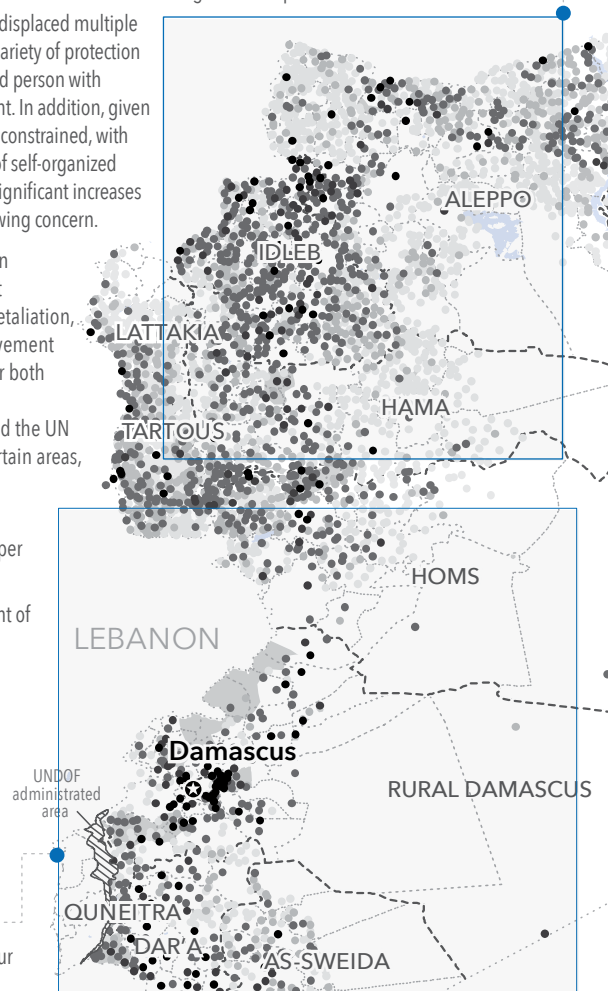 displaced multiple
ariety of protection
d person with
nt. In addition, given
constrained, with
of self-organized
significant increases
wing concern.
n
t
etaliation,
vement
r both
d the UN
rtain areas,
per
nt of
ur
ALEPPO
IDLEB
LATTAKIA
HAMA
TARTOUS
HOMS
LEBANON
Damascus
UNDOF
administrated
area
RURAL DAMASCUS
QUNEITRA
DAR'A
AS-SWEIDA